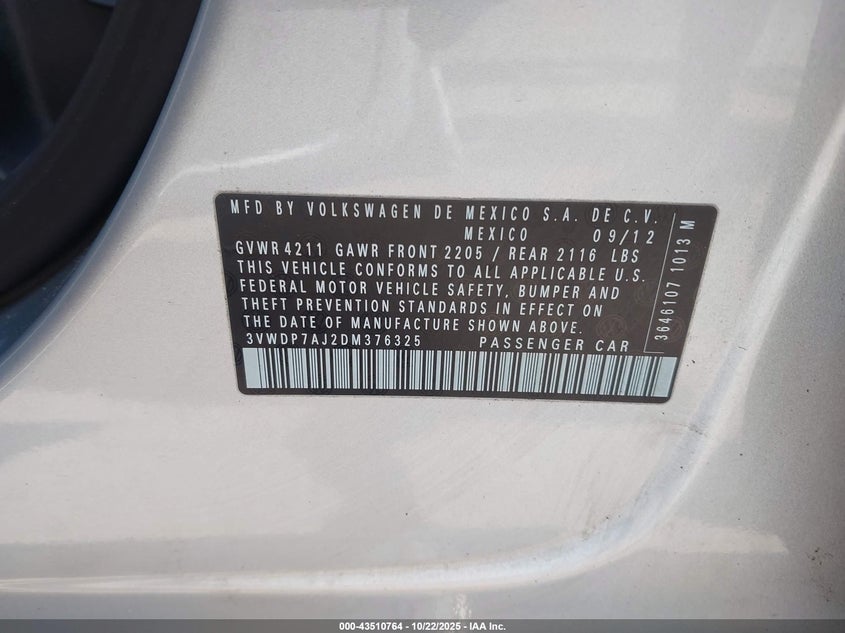 MFD BY VOLKSWAGEN DE MEXICO S.A. DE C.V.
MEXICO 09/12
GVWR 4211 GAWR FRONT 2205 / REAR 2116 LBS
THIS VEHICLE CONFORMS TO ALL APPLICABLE U.S.
FEDERAL MOTOR VEHICLE SAFETY, BUMPER AND
THEFT PREVENTION STANDARDS IN EFFECT ON
THE DATE OF MANUFACTURE SHOWN ABOVE.
3VWDP7AJ2DM376325 PASSENGER CAR
3646107 1013 M
000-43510764 - 10/22/2025 - IAA Inc.